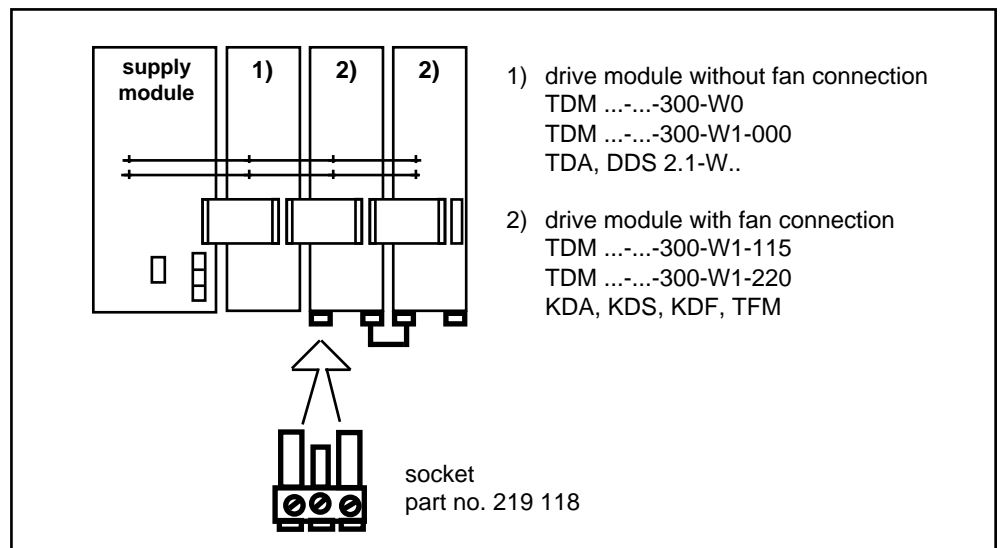 supply
module
1)
2)
2)
1) drive module without fan connection
TDM ...-...-300-W0
TDM ...-...-300-W1-000
TDA, DDS 2.1-W..
2) drive module with fan connection
TDM ...-...-300-W1-115
TDM ...-...-300-W1-220
KDA, KDS, KDF, TFM
socket
part no. 219 118